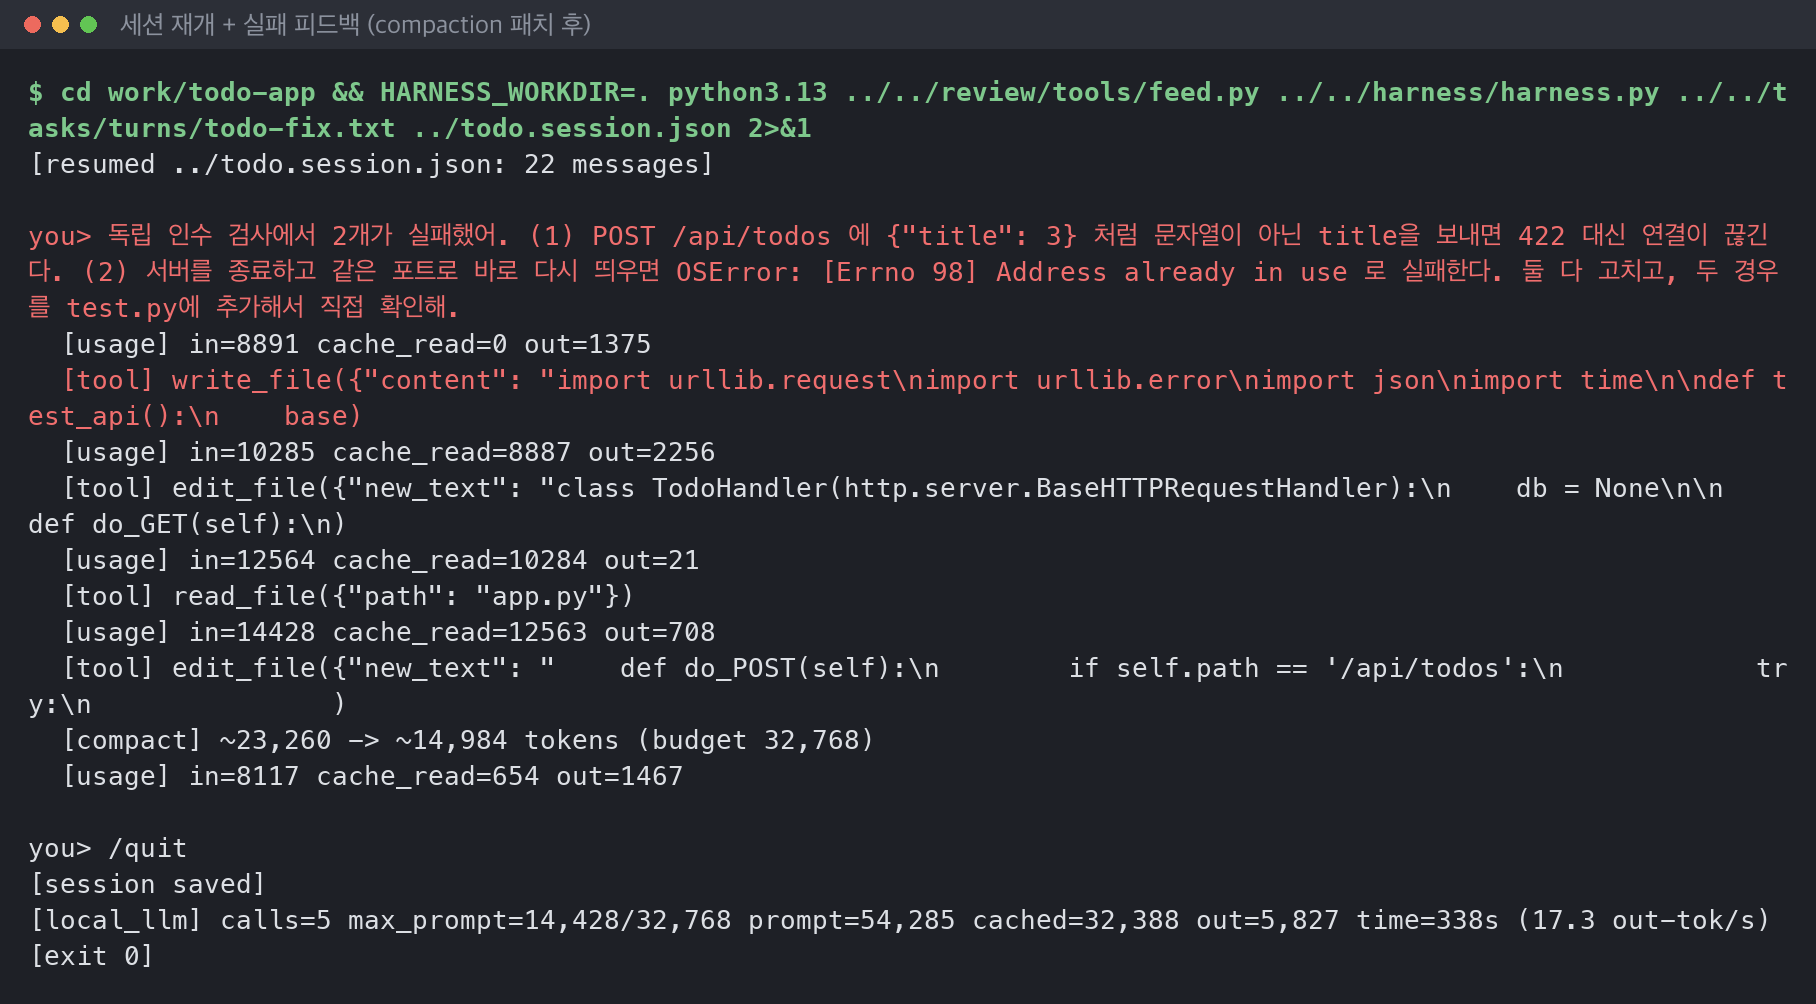 세션 재개 + 실패 피드백 (compaction 패치 후)
$ cd work/todo-app && HARNESS_WORKDIR=. python3.13 ../../review/tools/feed.py ../../harness/harness.py ../../t
asks/turns/todo-fix.txt ../todo.session.json 2>&1
[resumed ../todo.session.json: 22 messages]
you> 독립 인수 검사에서 2개가 실패했어. (1) POST /api/todos 에 {"title": 3} 처럼 문자열이 아닌 title을 보내면 422 대신 연결이 끊긴
다. (2) 서버를 종료하고 같은 포트로 바로 다시 띄우면 OSError: [Errno 98] Address already in use 로 실패한다. 둘 다 고치고, 두 경우
를 test.py에 추가해서 직접 확인해.
  [usage] in=8891 cache_read=0 out=1375
  [tool] write_file({"content": "import urllib.request\nimport urllib.error\nimport json\nimport time\n\ndef t
est_api():\n    base)
  [usage] in=10285 cache_read=8887 out=2256
  [tool] edit_file({"new_text": "class TodoHandler(http.server.BaseHTTPRequestHandler):\n    db = None\n\n
def do_GET(self):\n)
  [usage] in=12564 cache_read=10284 out=21
  [tool] read_file({"path": "app.py"})
  [usage] in=14428 cache_read=12563 out=708
  [tool] edit_file({"new_text": "    def do_POST(self):\n        if self.path == '/api/todos':\n            tr
y:\n               )
  [compact] ~23,260 -> ~14,984 tokens (budget 32,768)
  [usage] in=8117 cache_read=654 out=1467
you> /quit
[session saved]
[local_llm] calls=5 max_prompt=14,428/32,768 prompt=54,285 cached=32,388 out=5,827 time=338s (17.3 out-tok/s)
[exit 0]